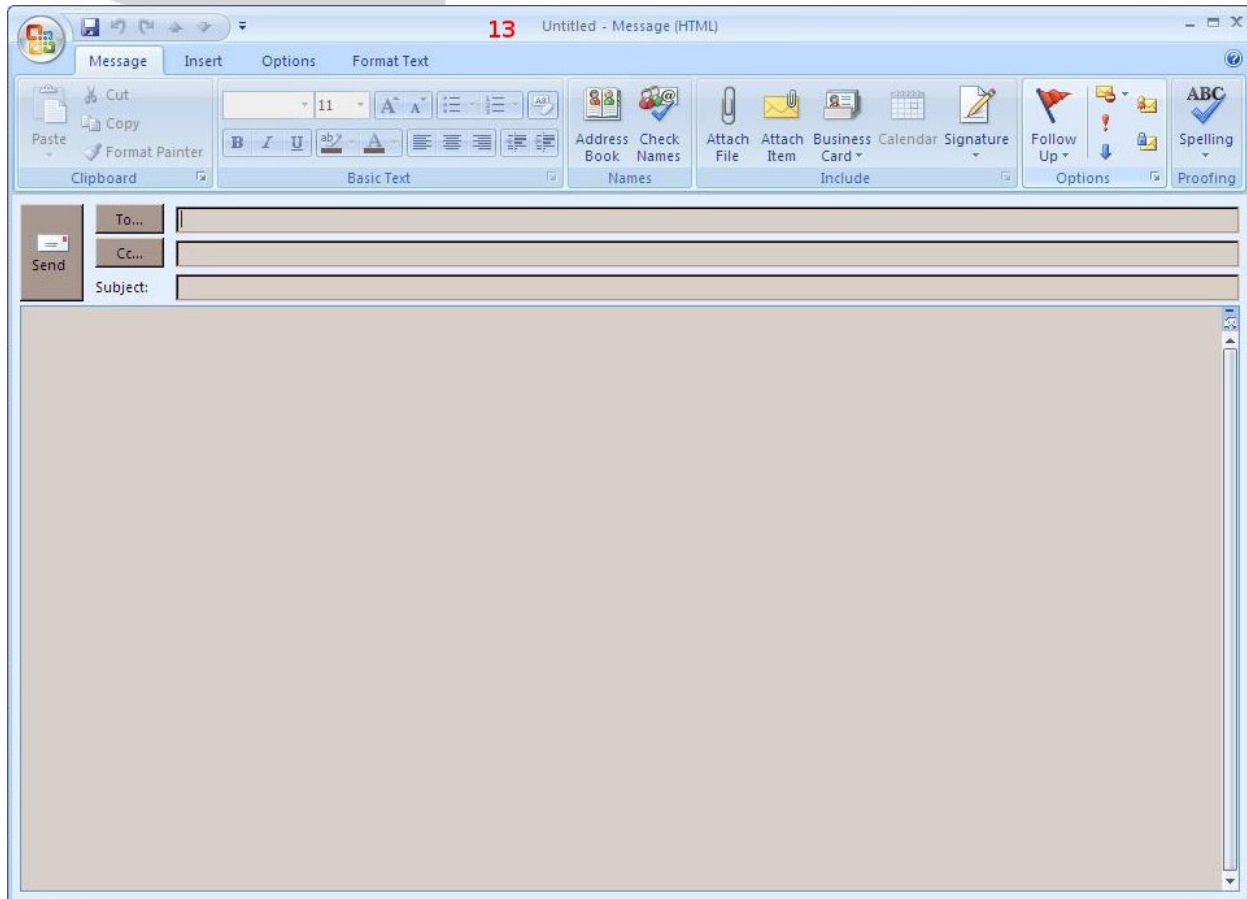 13 Untitled - Message (HTML)
Message Insert Options Format Text
Paste
Cut
Copy
Format Painter
Clipboard
11
B I U ab
A
Basic Text
Address Book
Check Names
Names
Attach File
Attach Item
Business Card
Calendar
Signature
Include
Follow Up
Options
ABC
Spelling
Proofing
Send
To...
Cc...
Subject: